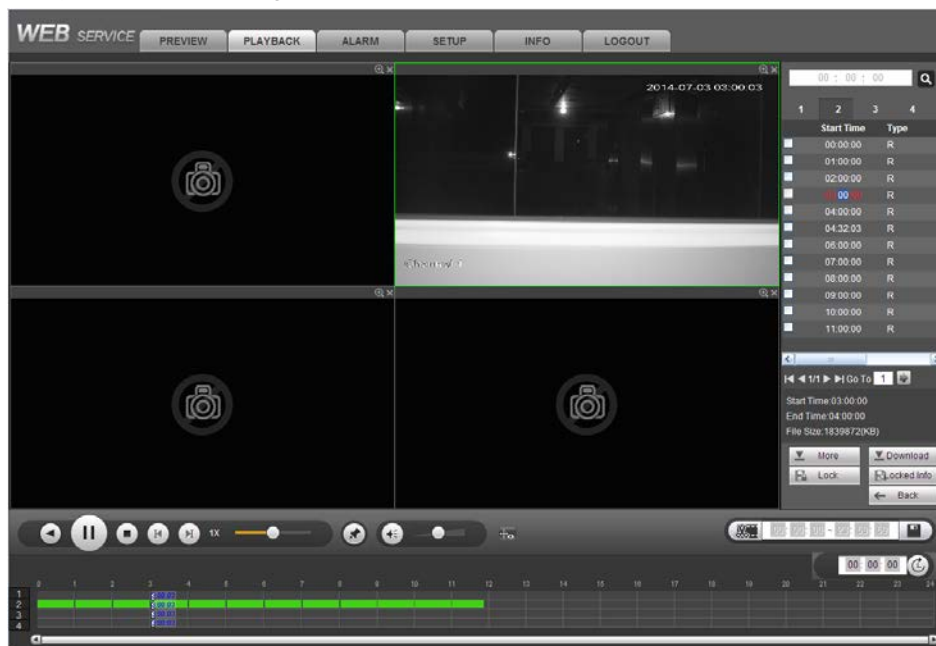 WEB SERVICE
PREVIEW
PLAYBACK
ALARM
SETUP
INFO
LOGOUT
00 : 00 : 00
2014-07-03 03:00:03
1 2 3 4
Start Time Type
00:00:00 R
01:00:00 R
02:00:00 R
00 R
04:00:00 R
04:32:03 R
06:00:00 R
07:00:00 R
08:00:00 R
09:00:00 R
10:00:00 R
11:00:00 R
1/1 Go To 1
Start Time:03:00:00
End Time:04:00:00
File Size:1839872(KB)
More Download
Lock Locked Info
Back
1X
00: 00: 00
0 1 2 3 4 5 6 7 8 9 10 11 12 13 14 15 16 17 18 19 20 21 22 23 24
1
2
3
4